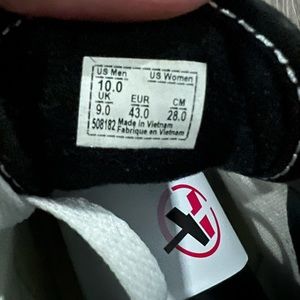 US Men US Women
10.0
UK EUR CM
9.0 43.0 28.0
508182 Made in Vietnam
Fabrique en Vietnam